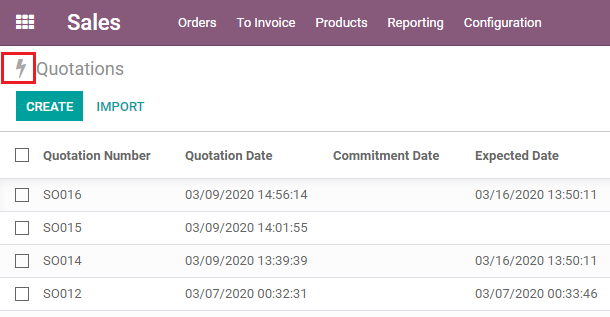 Sales Orders To Invoice Products Reporting Configuration
Quotations
CREATE IMPORT
Quotation Number Quotation Date Commitment Date Expected Date
SO016 03/09/2020 14:56:14 03/16/2020 13:50:11
SO015 03/09/2020 14:01:55
SO014 03/09/2020 13:39:39 03/16/2020 13:50:11
SO012 03/07/2020 00:32:31 03/07/2020 00:33:46